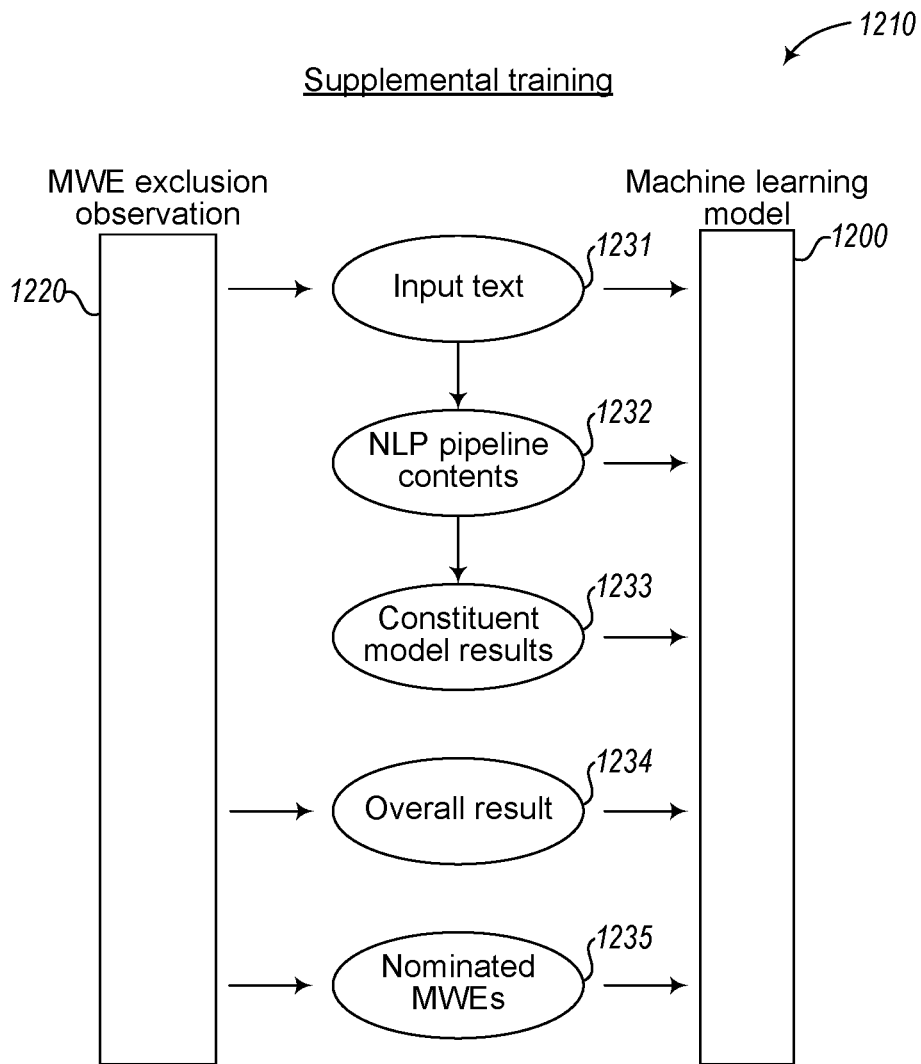 1210
Supplemental training
MWE exclusion
observation
Machine learning
model
1220
1200
Input text
1231
NLP pipeline
contents
1232
Constituent
model results
1233
Overall result
1234
Nominated
MWEs
1235